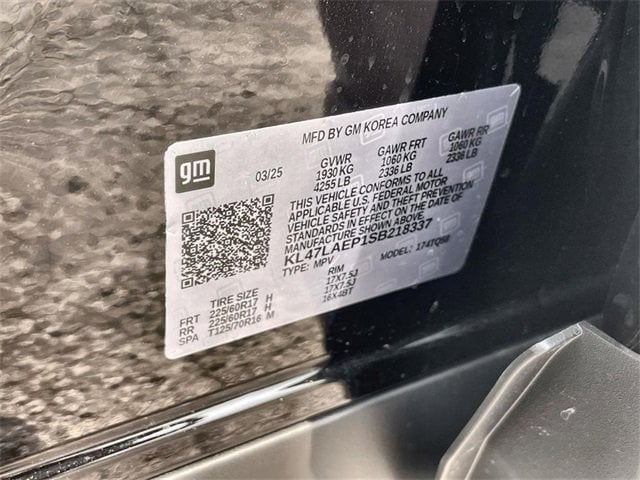 MFD BY GM KOREA COMPANY
gm
03/25
GVWR GAWR FRT GAWR RR
1930 KG 1060 KG 1060 KG
4255 LB 2336 LB 2336 LB
THIS VEHICLE CONFORMS TO ALL
APPLICABLE U.S. FEDERAL MOTOR
VEHICLE SAFETY AND THEFT PREVENTION
STANDARDS IN EFFECT ON THE DATE OF
MANUFACTURE SHOWN ABOVE.
KL47LAEP1SB218337
TYPE: MPV MODEL: 1TQ58
TIRE SIZE RIM
FRT 225/60R17 H 17X7.5J
RR 225/60R17 H 17X7.5J
SPA T125/70R16 M 16X4BT